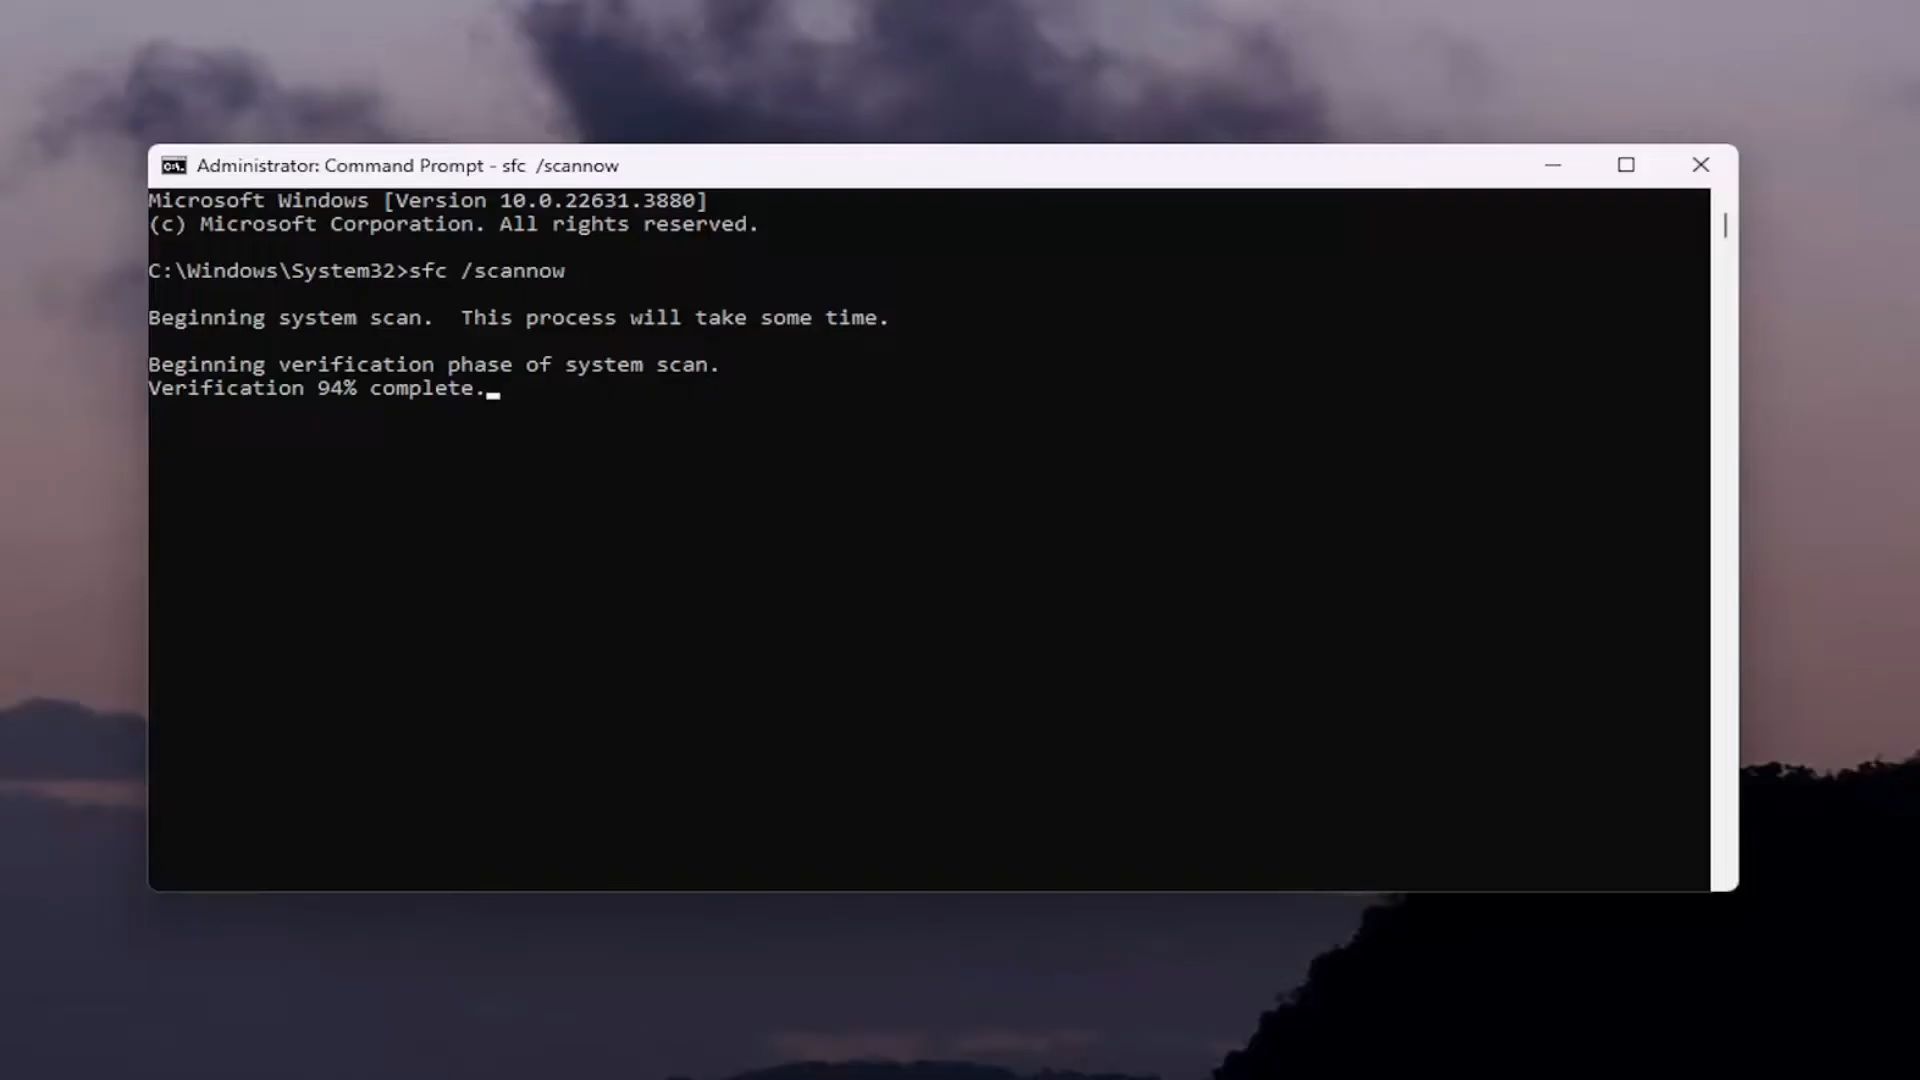 Administrator: Command Prompt - sfc  /scannow
Microsoft Windows [Version 10.0.22631.3880]
(c) Microsoft Corporation. All rights reserved.
C:\Windows\System32>sfc /scannow
Beginning system scan.  This process will take some time.
Beginning verification phase of system scan.
Verification 94% complete.